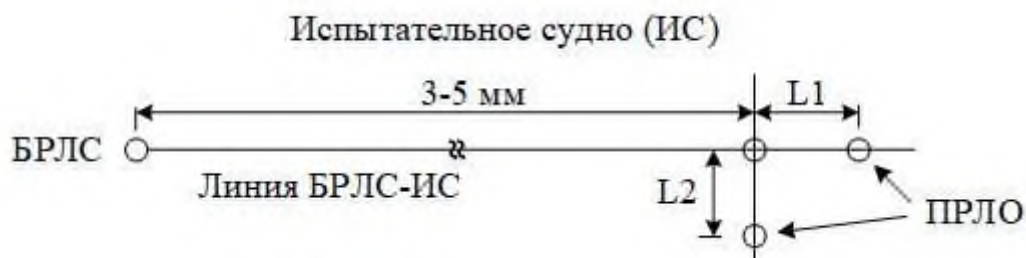 Испытательное судно (ИС)
3-5 мм
L1
БРЛС
Линия БРЛС-ИС
L2
ПРЛО